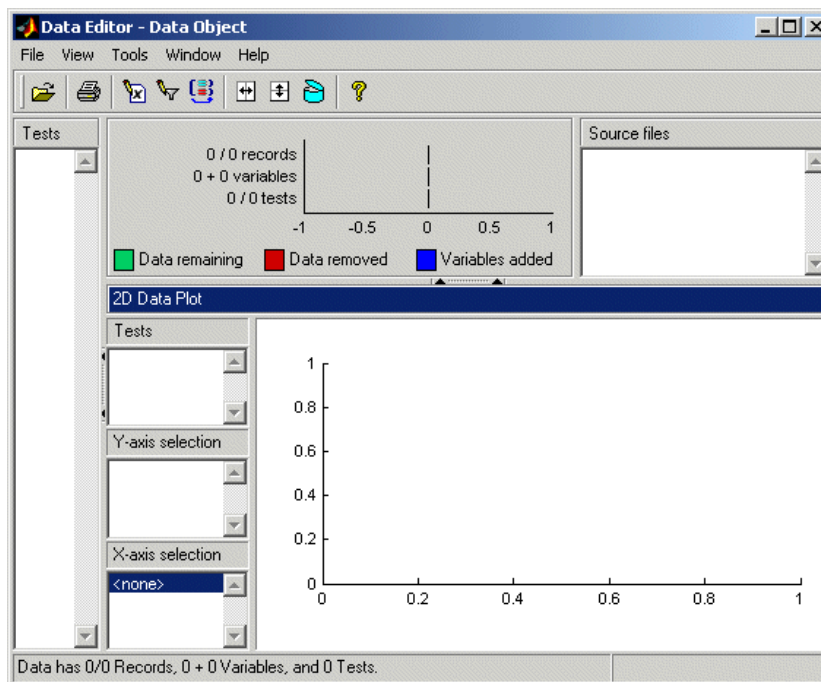 Data Editor - Data Object
File View Tools Window Help
Tests
0 / 0 records
0 + 0 variables
0 / 0 tests
-1 -0.5 0 0.5 1
Data remaining Data removed Variables added
Source files
2D Data Plot
Tests
Y-axis selection
X-axis selection
<none>
1
0.8
0.6
0.4
0.2
0
0 0.2 0.4 0.6 0.8 1
Data has 0/0 Records, 0 + 0 Variables, and 0 Tests.